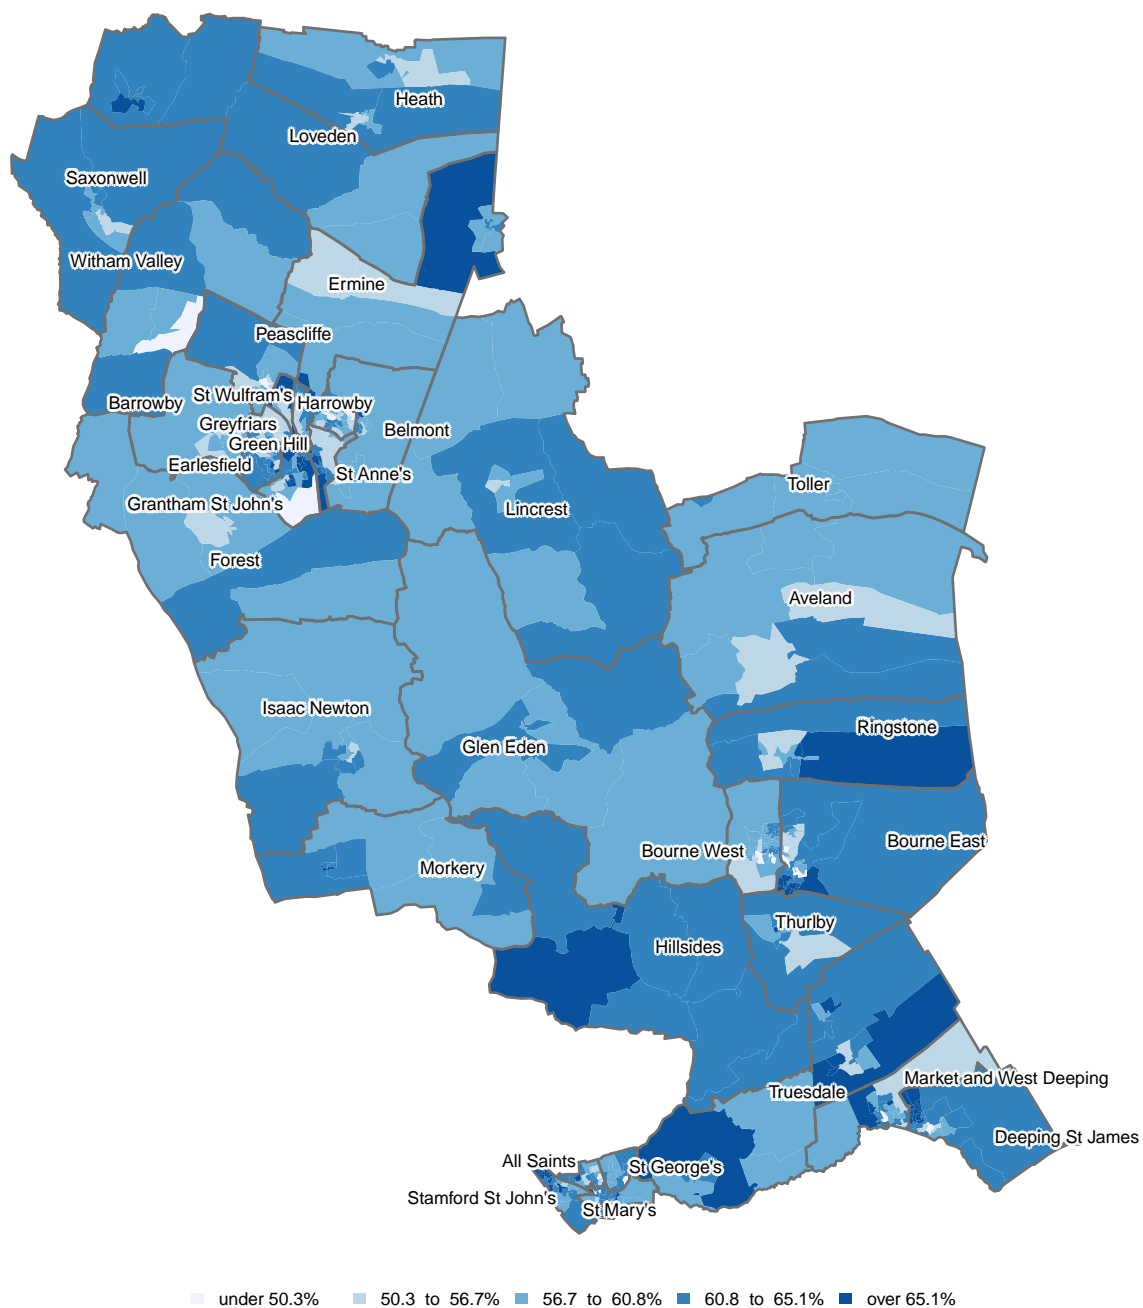 Heath
Loveden
Saxonwell
Witham Valley
Ermine
Peascliffe
St Wulfram's
Barrowby
Harrowby
Greyfriars
Belmont
Green Hill
Earlesfield
St Anne's
Toller
Grantham St John's
Lincrest
Forest
Aveland
Isaac Newton
Ringstone
Glen Eden
Bourne East
Bourne West
Morkery
Thurlby
Hillsides
Market and West Deeping
Truesdale
Deeping St James
All Saints
St George's
Stamford St John's
St Mary's
under 50.3% 50.3 to 56.7% 56.7 to 60.8% 60.8 to 65.1% over 65.1%